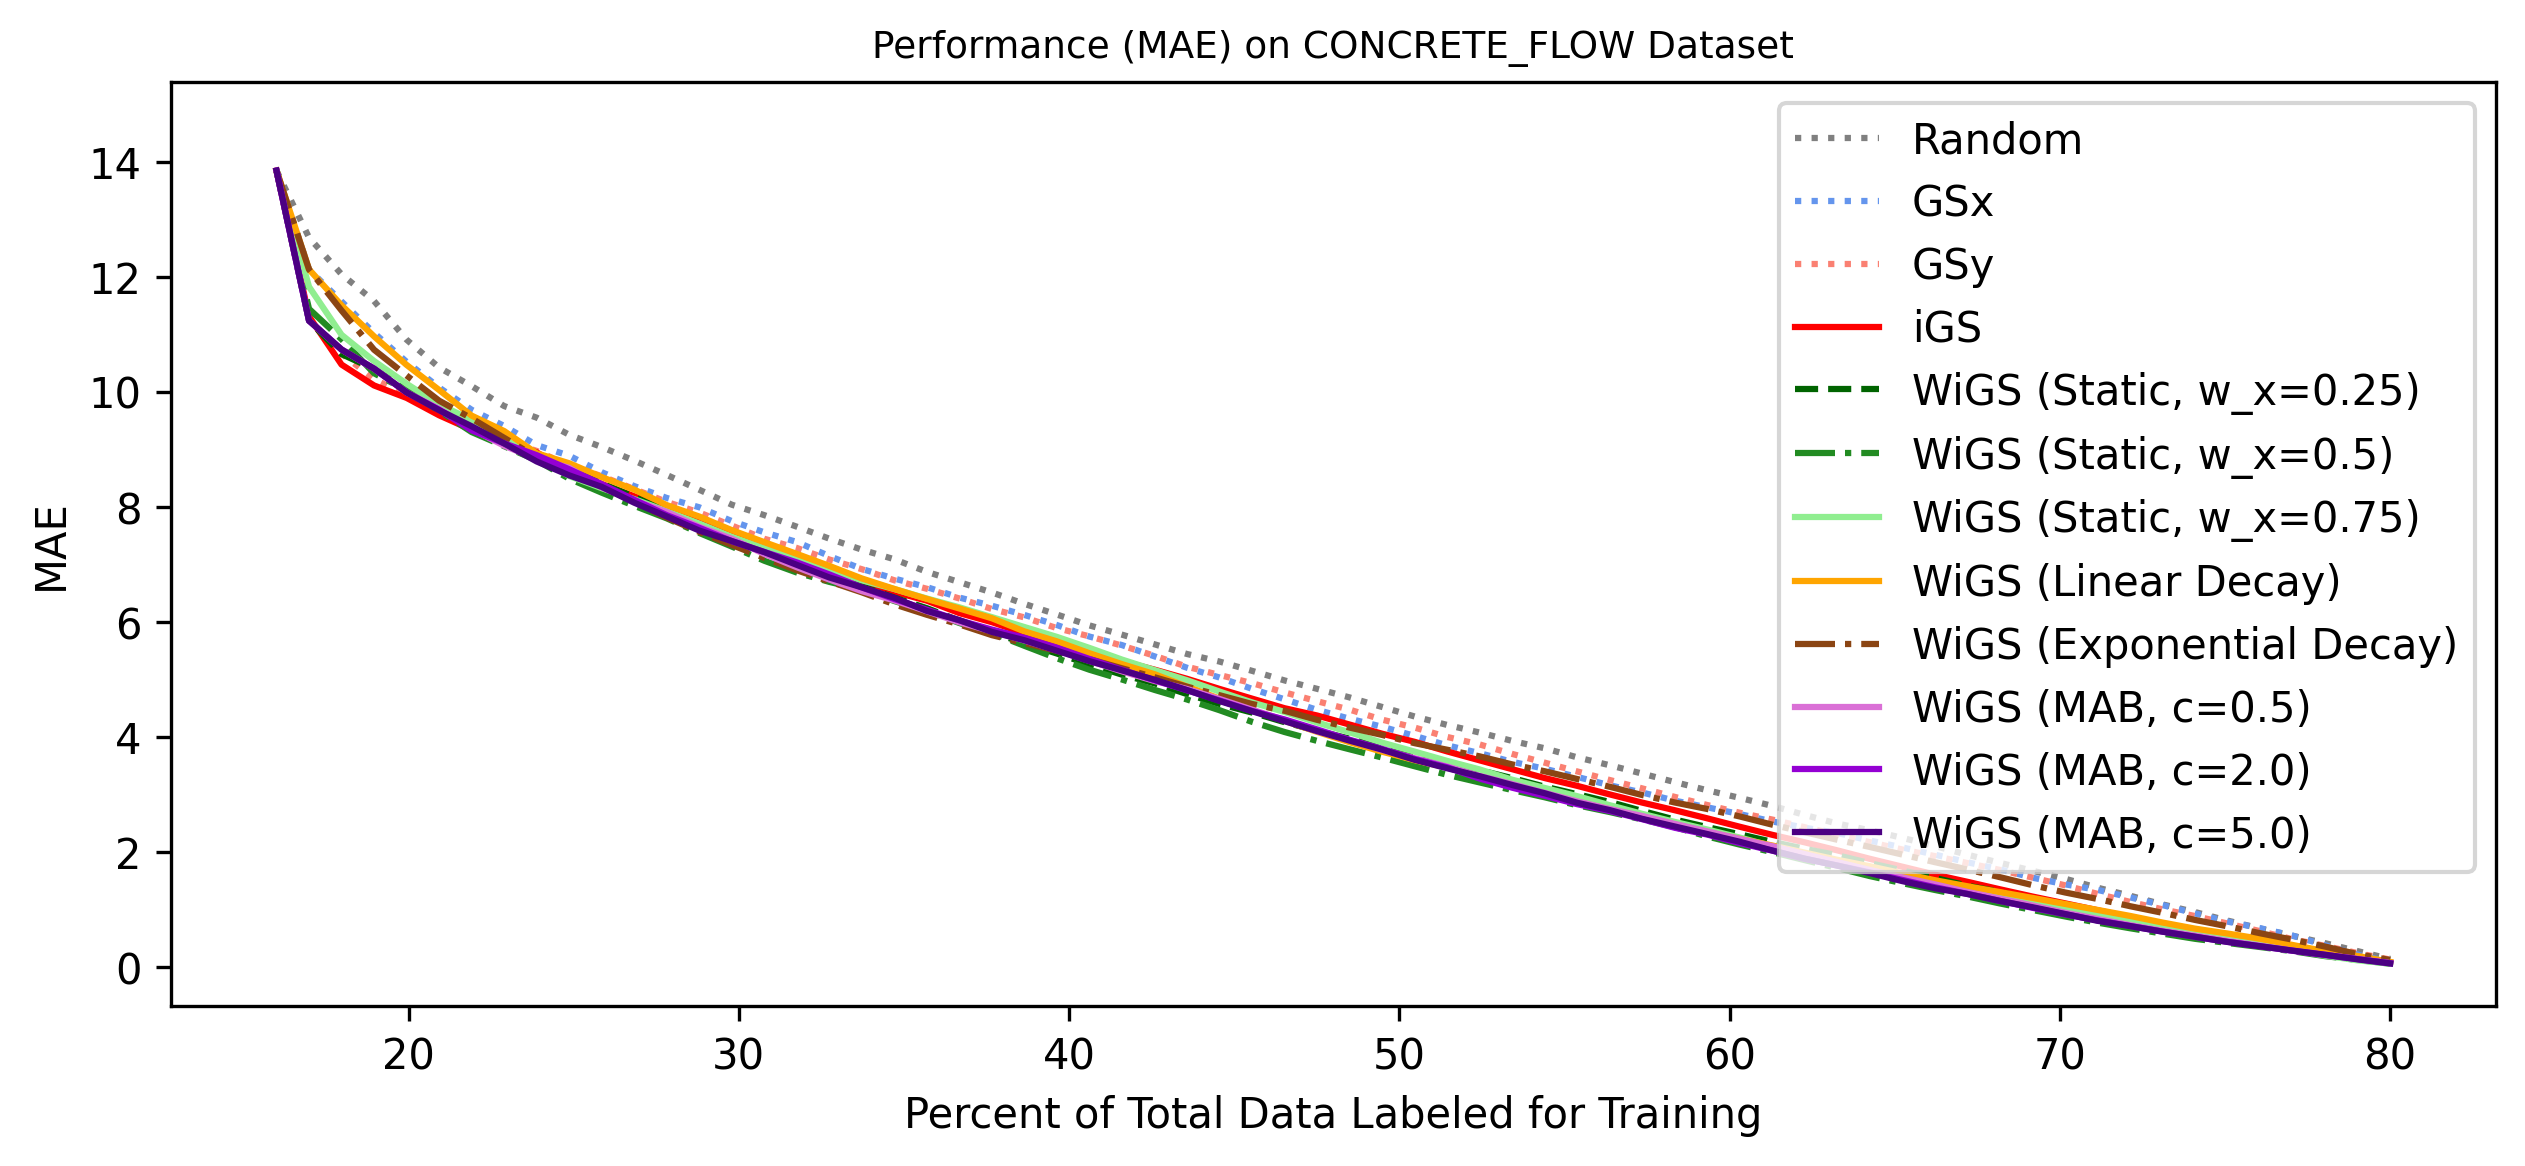 Performance (MAE) on CONCRETE_FLOW Dataset
MAE
14
12
10
8
6
4
2
0
Random
GSx
GSy
iGS
WiGS (Static, w_x=0.25)
WiGS (Static, w_x=0.5)
WiGS (Static, w_x=0.75)
WiGS (Linear Decay)
WiGS (Exponential Decay)
WiGS (MAB, c=0.5)
WiGS (MAB, c=2.0)
WiGS (MAB, c=5.0)
20 30 40 50 60 70 80
Percent of Total Data Labeled for Training